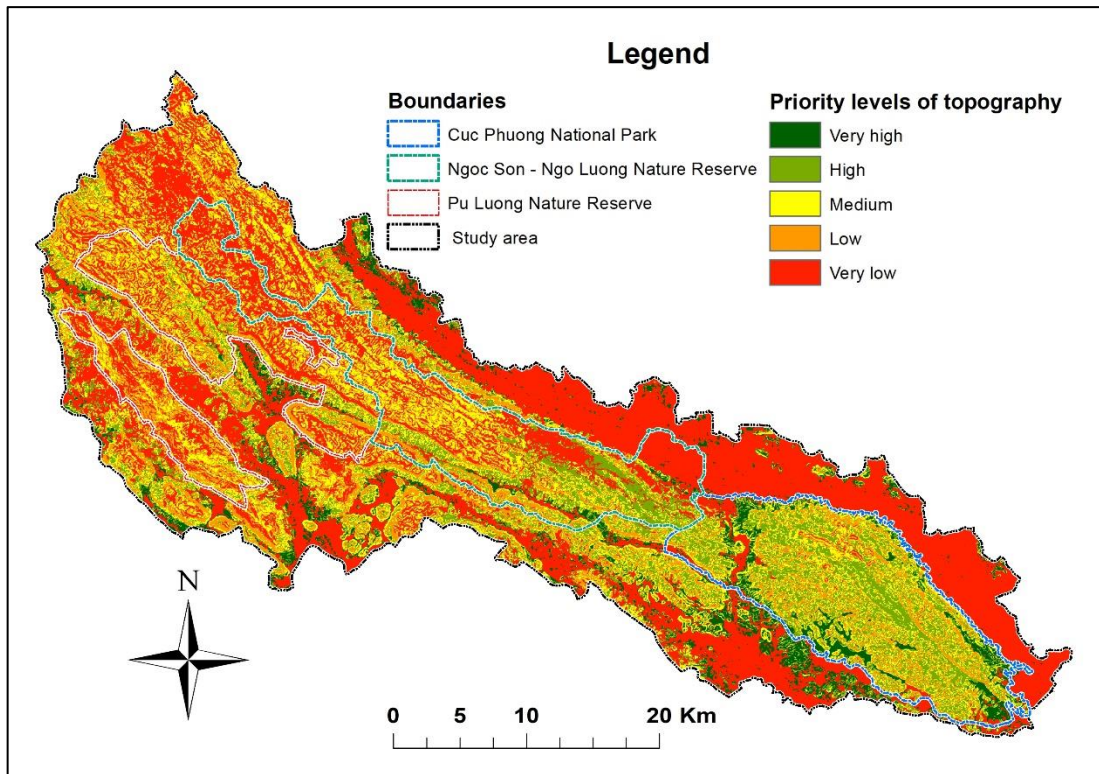 Legend
Boundaries
Cuc Phuong National Park
Ngoc Son - Ngo Luong Nature Reserve
Pu Luong Nature Reserve
Study area
Priority levels of topography
Very high
High
Medium
Low
Very low
N
0 5 10 20 Km